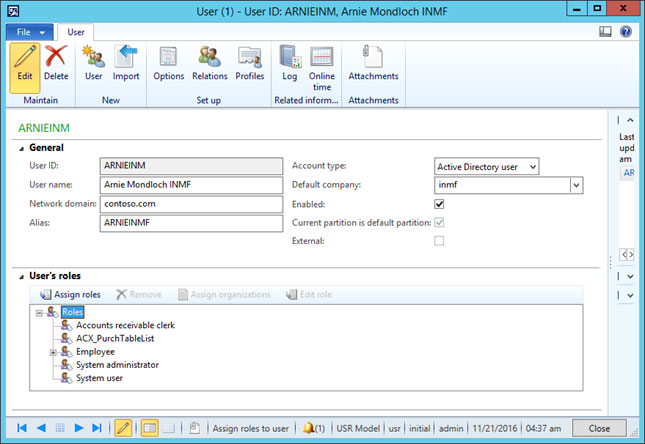 User (1) - User ID: ARNIEINM, Arnie Mondloch INMF
File User
Edit Delete User Import Options Relations Profiles Log Online time Attachments
Maintain New Set up Related inform... Attachments
ARNIEINM
General
User ID: ARNIEINM Account type: Active Directory user
User name: Arnie Mondloch INMF Default company: inmf
Network domain: contoso.com Enabled:
Alias: ARNIEINMF Current partition is default partition:
External:
Last
upd
am
AR
User's roles
Assign roles Remove Assign organizations Edit role
Roles
Accounts receivable clerk
ACX_PurchTableList
Employee
System administrator
System user
Assign roles to user (1) USR Model usr initial admin 11/21/2016 04:37 am Close